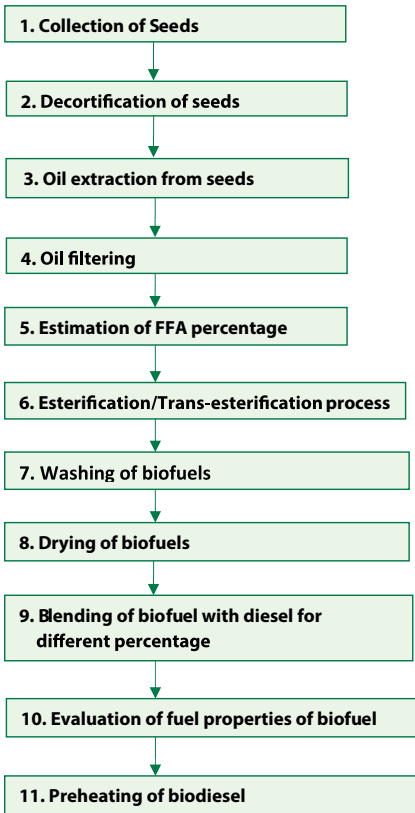 1. Collection of Seeds
2. Decortification of seeds
3. Oil extraction from seeds
4. Oil filtering
5. Estimation of FFA percentage
6. Esterification/Trans-esterification process
7. Washing of biofuels
8. Drying of biofuels
9. Blending of biofuel with diesel for
different percentage
10. Evaluation of fuel properties of biofuel
11. Preheating of biodiesel